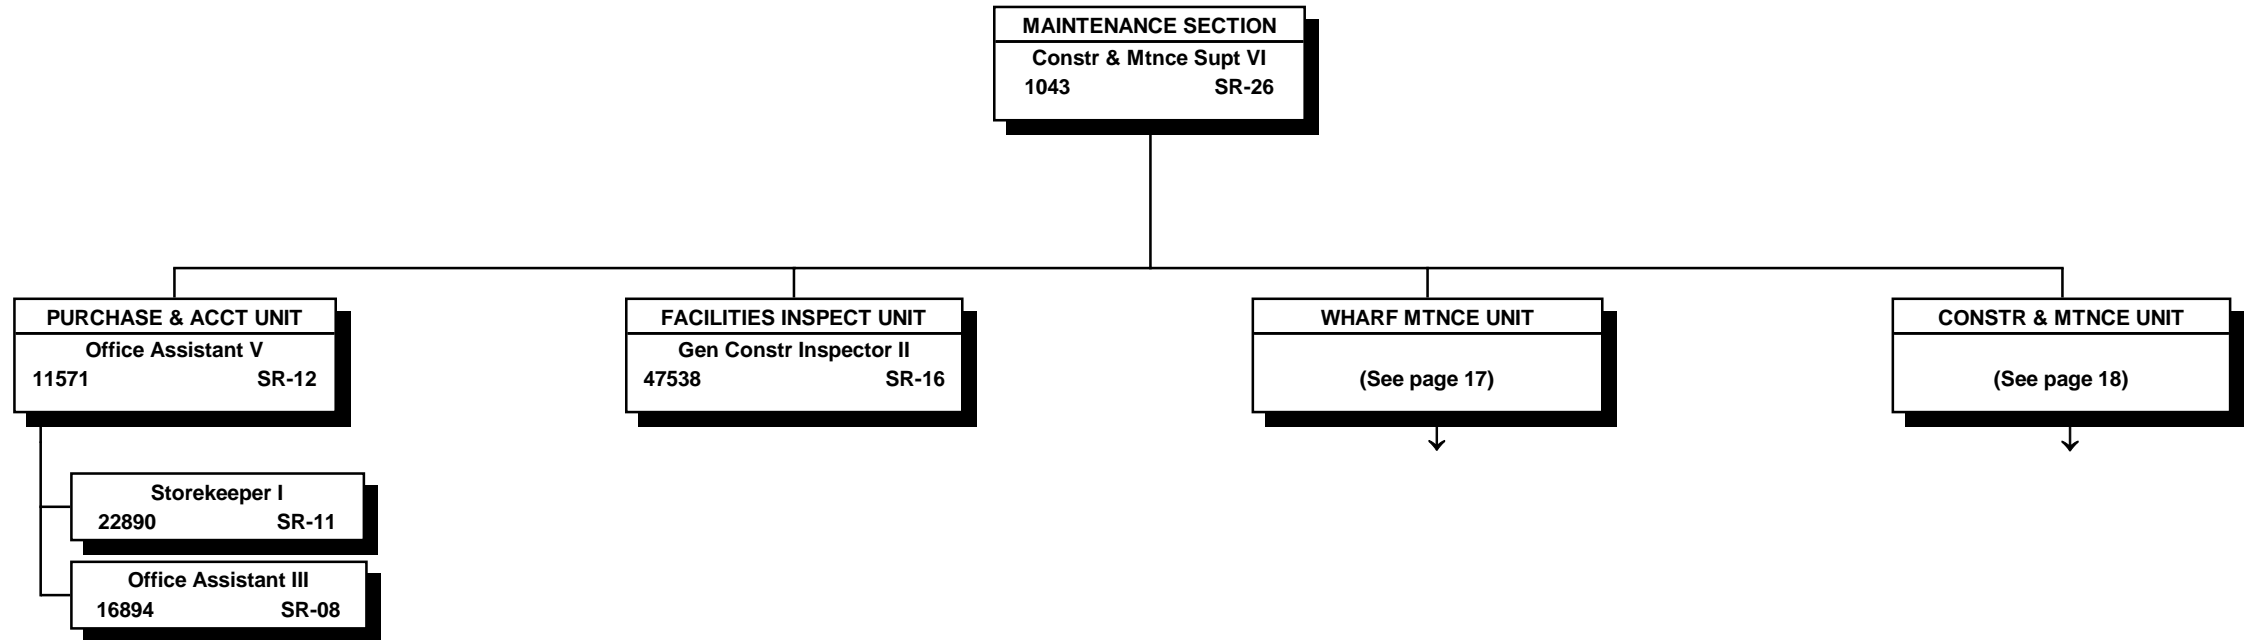 MAINTENANCE SECTION
Constr & Mtnce Supt VI
1043 SR-26
PURCHASE & ACCT UNIT
Office Assistant V
11571 SR-12
FACILITIES INSPECT UNIT
Gen Constr Inspector II
47538 SR-16
WHARF MTNCE UNIT
(See page 17)
CONSTR & MTNCE UNIT
(See page 18)
Storekeeper I
22890 SR-11
Office Assistant III
16894 SR-08